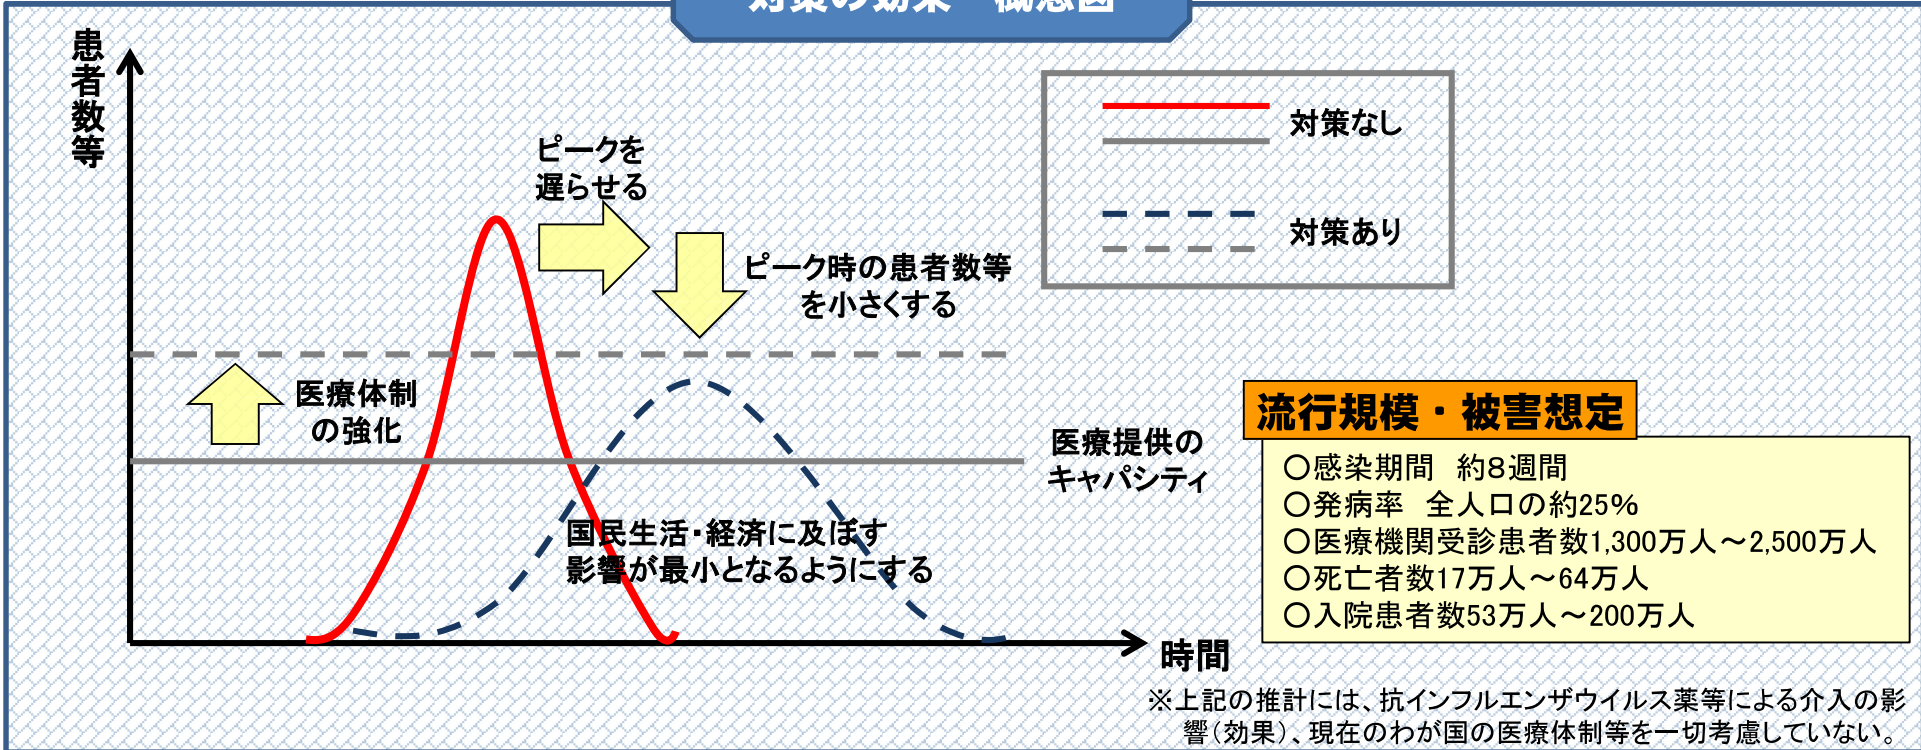 対策の効果 概念図
患者数等
対策なし
対策あり
ピークを
遅らせる
ピーク時の患者数等
を小さくする
医療体制
の強化
医療提供の
キャパシティ
国民生活・経済に及ぼす
影響が最小となるようにする
時間
流行規模・被害想定
○感染期間 約8週間
○発病率 全人口の約25%
○医療機関受診患者数1,300万人～2,500万人
○死亡者数17万人～64万人
○入院患者数53万人～200万人
※上記の推計には、抗インフルエンザウイルス薬等による介入の影
響（効果）、現在のわが国の医療体制等を一切考慮していない。